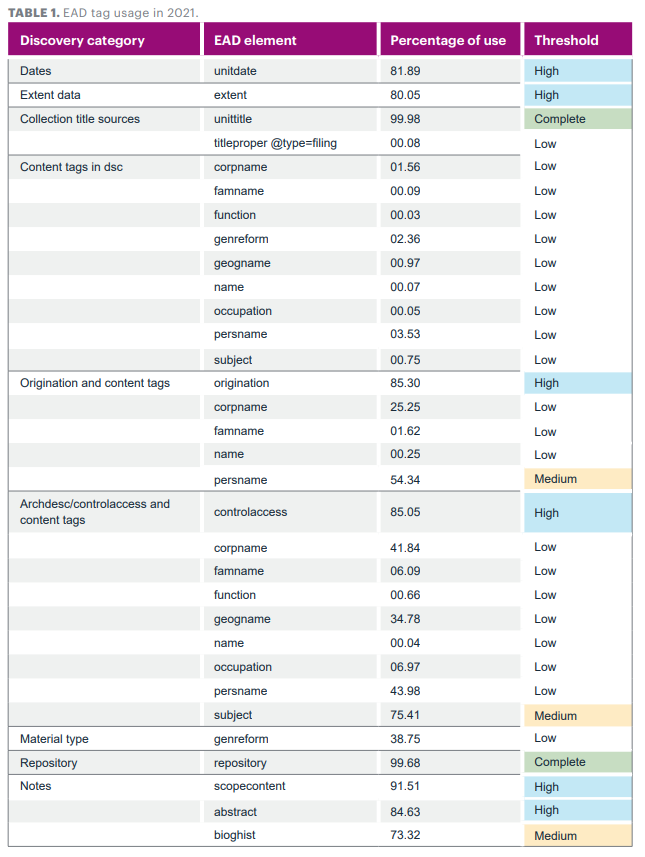 TABLE 1. EAD tag usage in 2021.
Discovery category EAD element Percentage of use Threshold
Dates unitdate 81.89 High
Extent data extent 80.05 High
Collection title sources unittitle 99.98 Complete
titleproper @type=filing 00.08 Low
Content tags in dsc corpname 01.56 Low
famname 00.09 Low
function 00.03 Low
genreform 02.36 Low
geogname 00.97 Low
name 00.07 Low
occupation 00.05 Low
persname 03.53 Low
subject 00.75 Low
Origination and content tags origination 85.30 High
corpname 25.25 Low
famname 01.62 Low
name 00.25 Low
persname 54.34 Medium
Archdesc/controlaccess and
content tags controlaccess 85.05 High
corpname 41.84 Low
famname 06.09 Low
function 00.66 Low
geogname 34.78 Low
name 00.04 Low
occupation 06.97 Low
persname 43.98 Low
subject 75.41 Medium
Material type genreform 38.75 Low
Repository repository 99.68 Complete
Notes scopecontent 91.51 High
abstract 84.63 High
bioghist 73.32 Medium